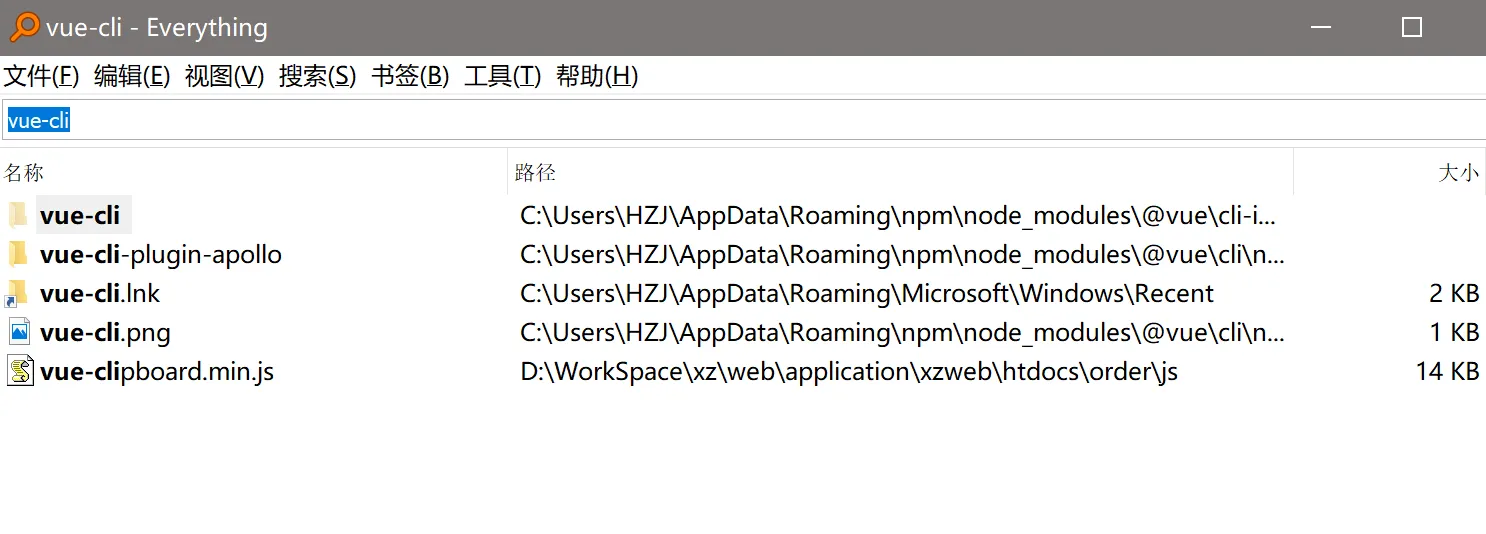 vue-cli - Everything
文件(F) 编辑(E) 视图(V) 搜索(S) 书签(B) 工具(T) 帮助(H)
vue-cli
名称 路径 大小
vue-cli C:\Users\HZJ\AppData\Roaming\npm\node_modules\@vue\cli-i...
vue-cli-plugin-apollo C:\Users\HZJ\AppData\Roaming\npm\node_modules\@vue\cli\n...
vue-cli.lnk C:\Users\HZJ\AppData\Roaming\Microsoft\Windows\Recent 2 KB
vue-cli.png C:\Users\HZJ\AppData\Roaming\npm\node_modules\@vue\cli\n... 1 KB
vue-clipboard.min.js D:\WorkSpace\xz\web\application\xzweb\htdocs\order\js 14 KB